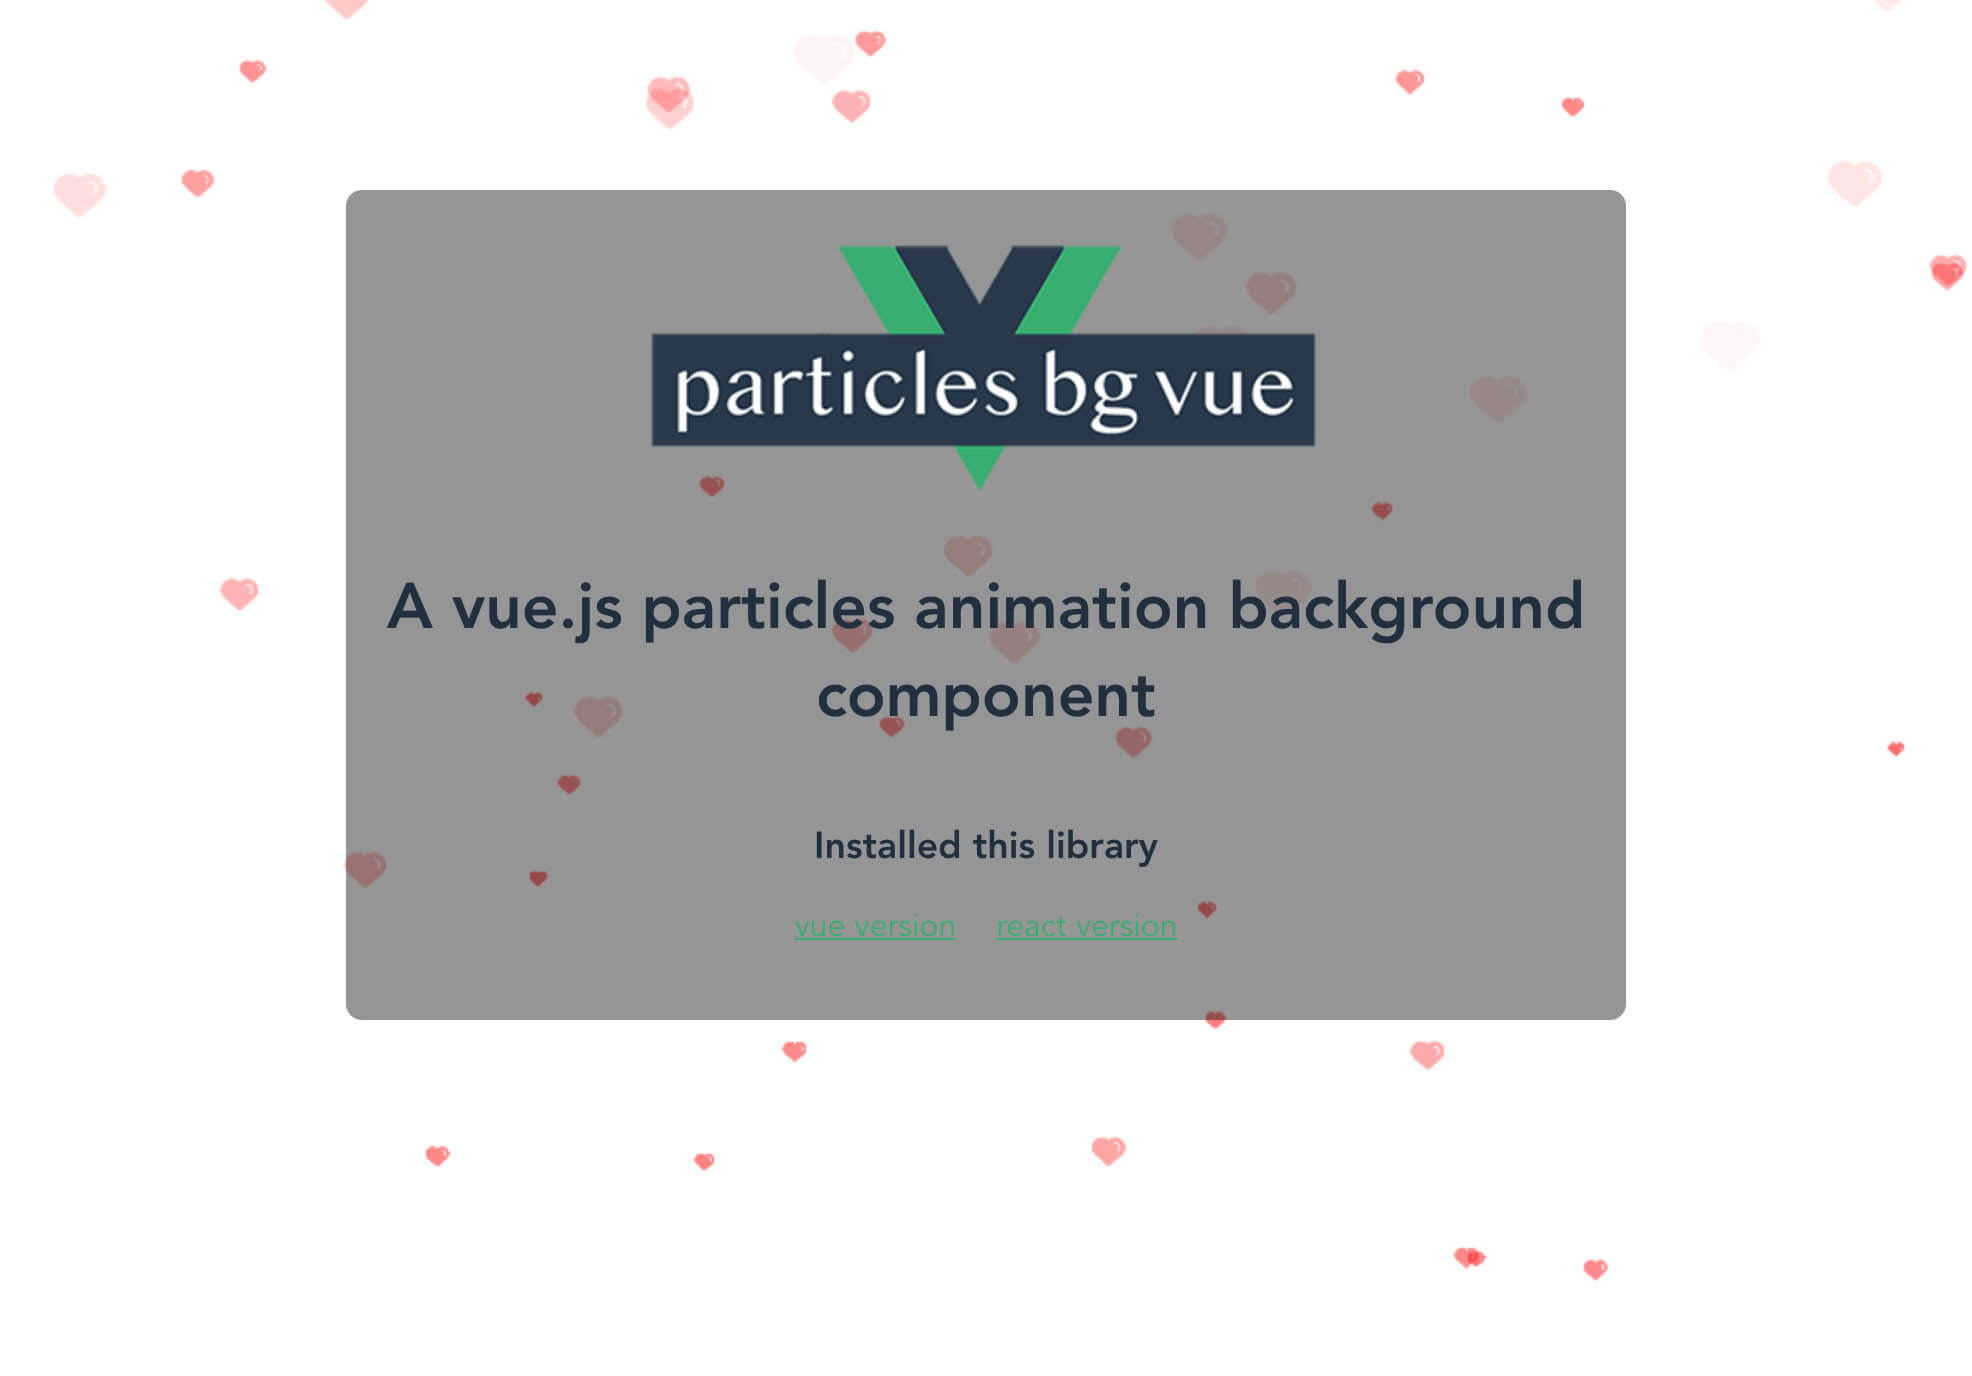 particles bg vue
A vue.js particles animation background
component
Installed this library
vue version react version